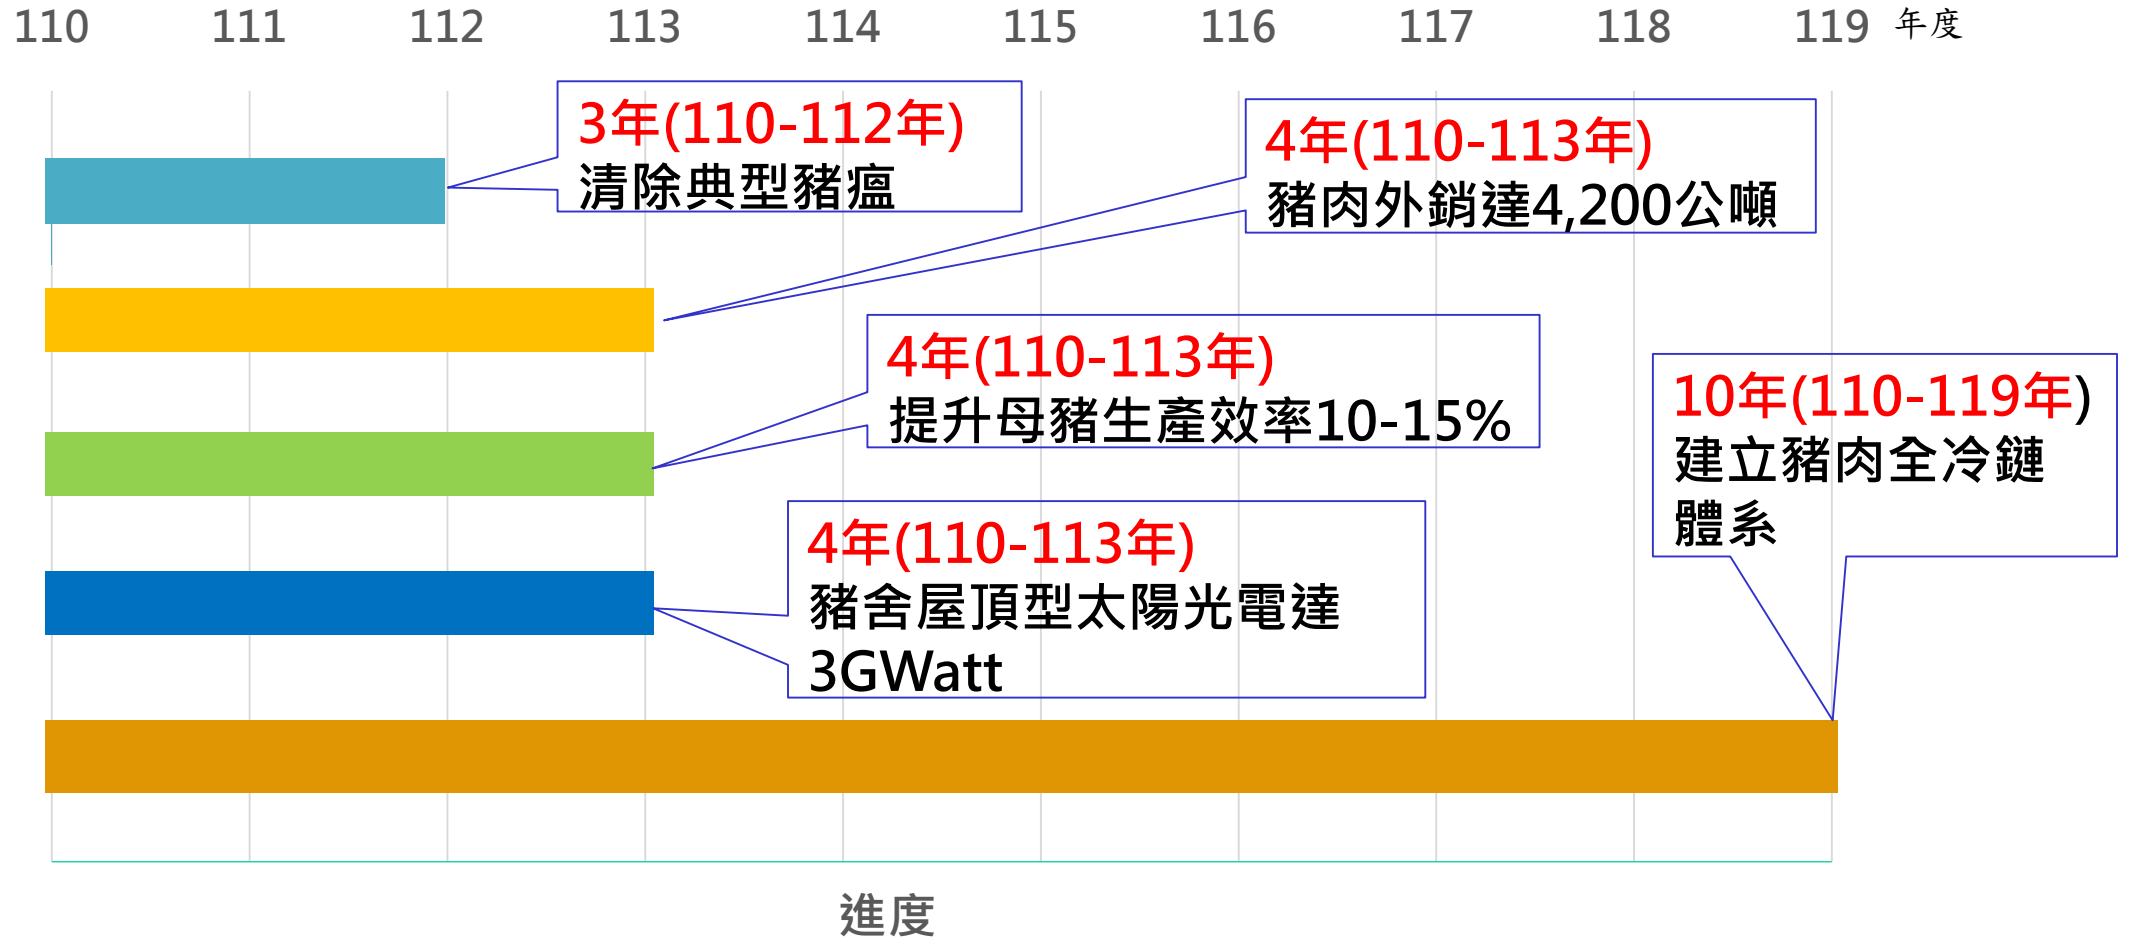 110 111 112 113 114 115 116 117 118 119 年度
3年(110-112年)
清除典型豬瘟
4年(110-113年)
豬肉外銷達4,200公噸
4年(110-113年)
提升母豬生產效率10-15%
10年(110-119年)
建立豬肉全冷鏈
體系
4年(110-113年)
豬舍屋頂型太陽光電達
3GWatt
進度